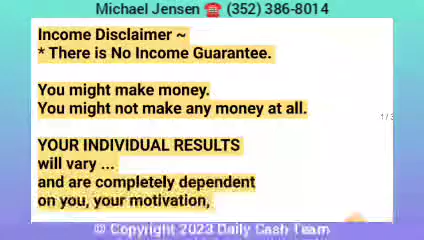 Michael Jensen ☎️ (352) 386-8014
Income Disclaimer ~
* There is No Income Guarantee.
You might make money.
You might not make any money at all.
1 / 3
YOUR INDIVIDUAL RESULTS
will vary ...
and are completely dependent
on you, your motivation,
© Copyright 2023 Daily Cash Team